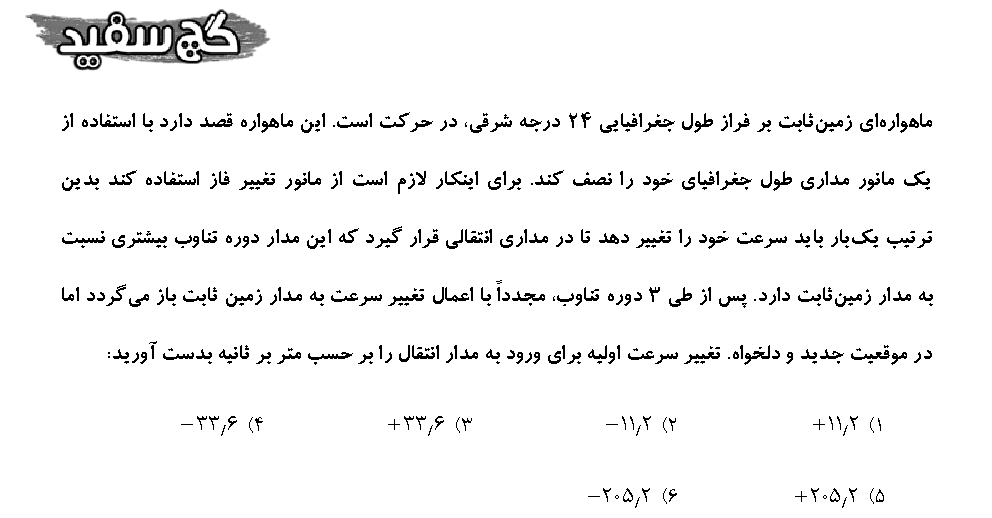 گچ سفید
ماهواره‌ای زمین‌ثابت بر فراز طول جغرافیایی ۲۴ درجه شرقی، در حرکت است. این ماهواره قصد دارد با استفاده از
یک مانور مداری طول جغرافیای خود را نصف کند. برای اینکار لازم است از مانور تغییر فاز استفاده کند بدین
ترتیب یک‌بار باید سرعت خود را تغییر دهد تا در مداری انتقالی قرار گیرد که این مدار دوره تناوب بیشتری نسبت
به مدار زمین‌ثابت دارد. پس از طی ۳ دوره تناوب، مجدداً با اعمال تغییر سرعت به مدار زمین ثابت باز می‌گردد اما
در موقعیت جدید و دلخواه. تغییر سرعت اولیه برای ورود به مدار انتقال را بر حسب متر بر ثانیه بدست آورید:
۱) +۱۱٫۲ ۲) −۱۱٫۲ ۳) +۳۳٫۶ ۴) −۳۳٫۶
۵) +۲۰۵٫۲ ۶) −۲۰۵٫۲